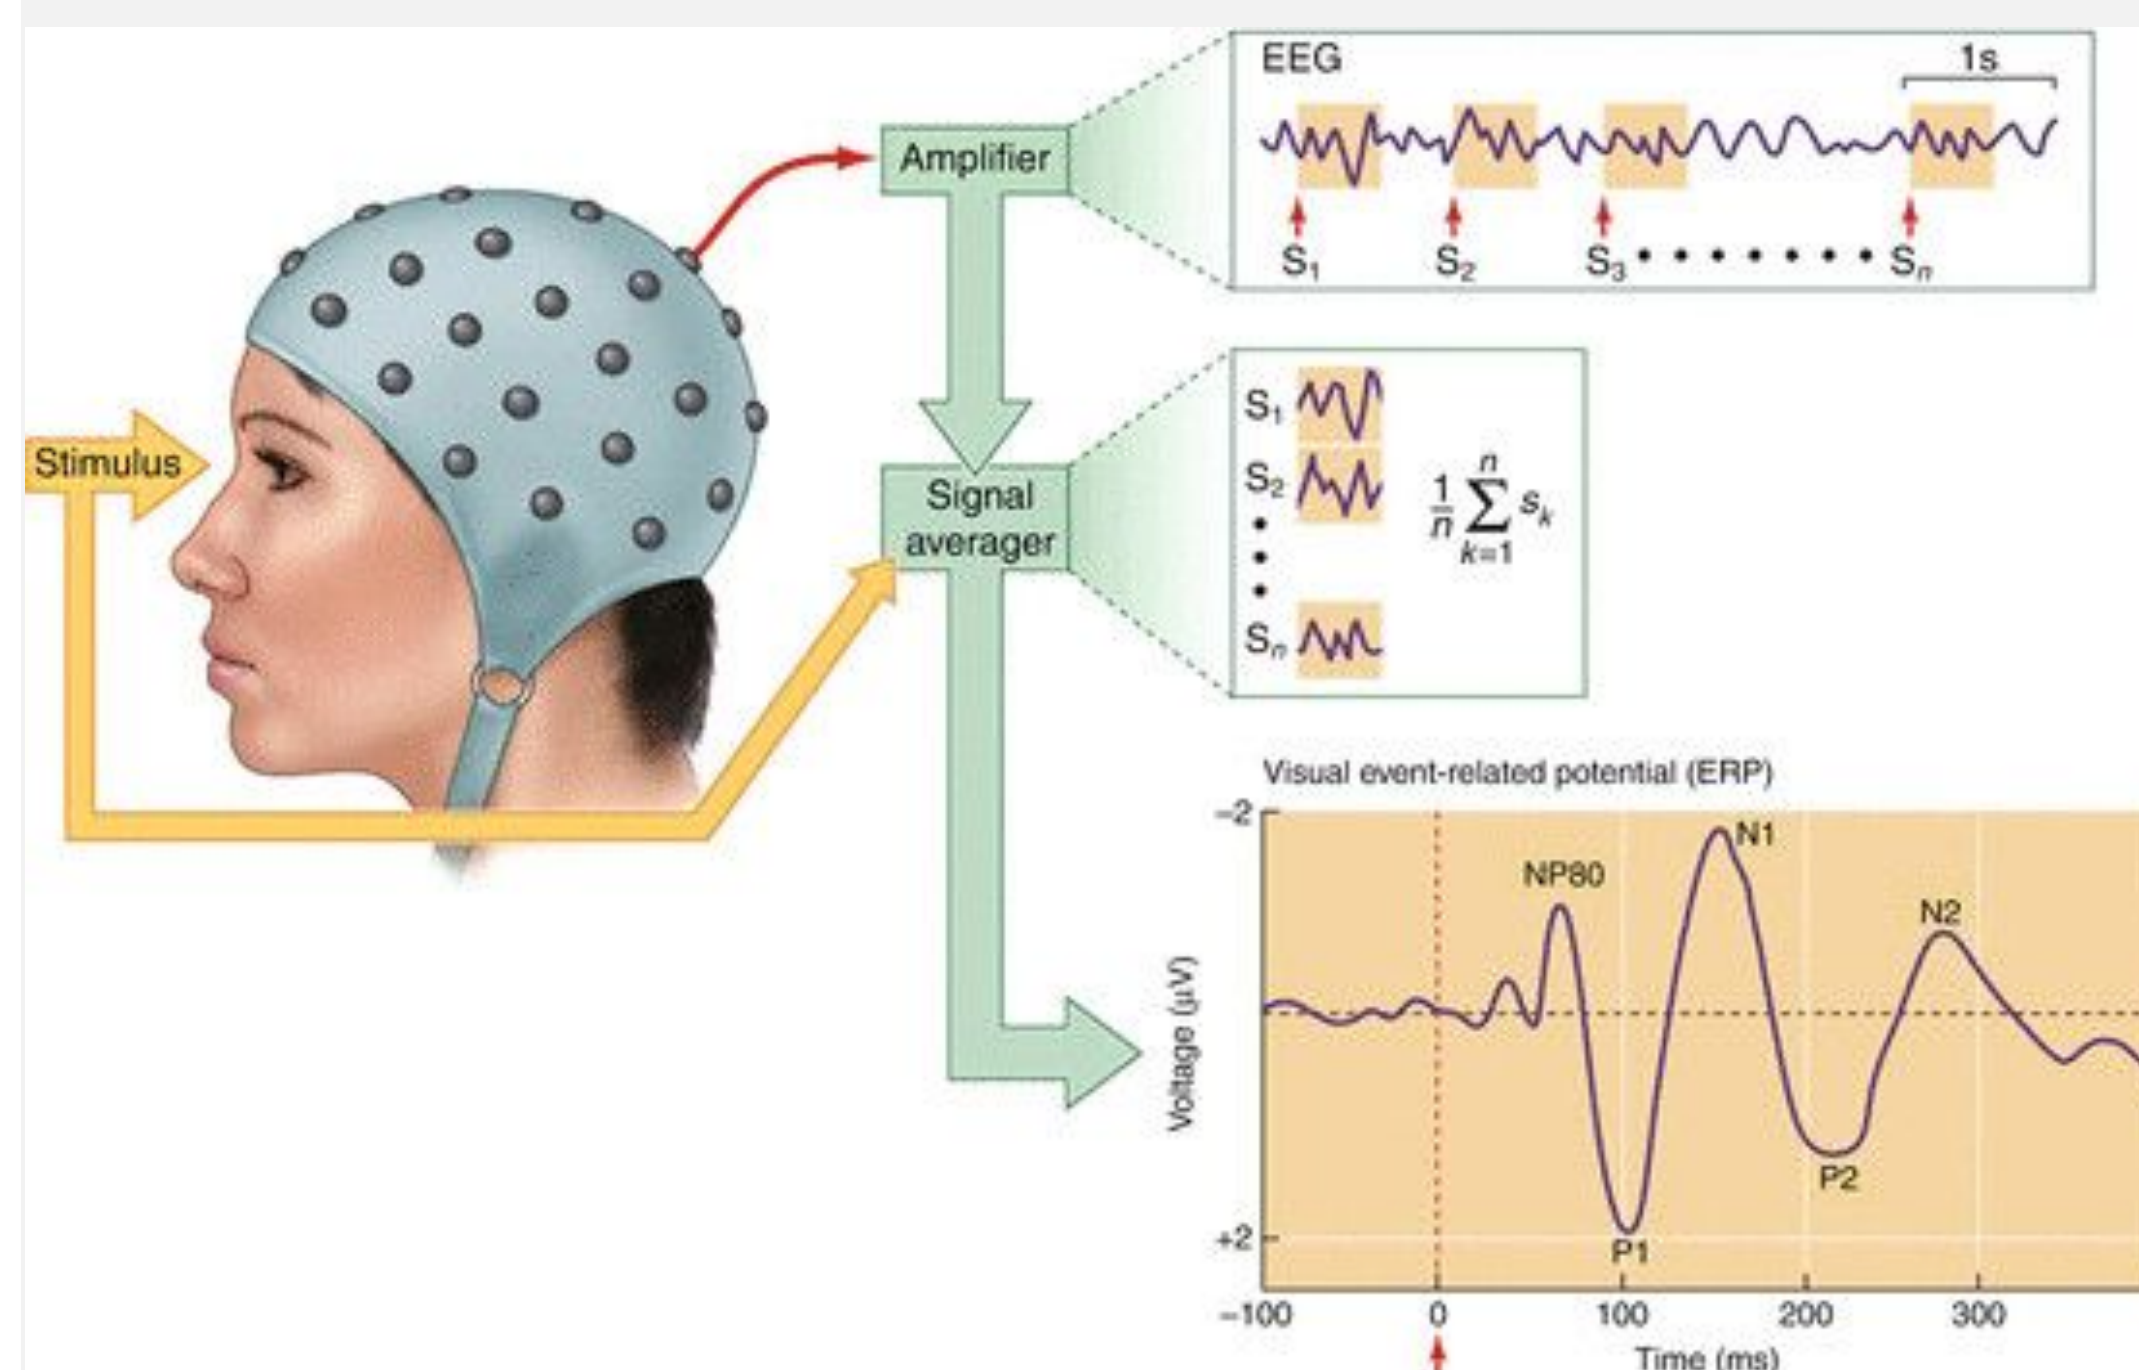 EEG
1s
Amplifier
S1 S2 S3 • • • • • • • Sn
Stimulus
Signal
averager
S1
S2
•
•
•
Sn
1/n n∑k=1 sk
Visual event-related potential (ERP)
–2
N1
NP80
N2
Voltage (μV)
P2
+2
P1
–100 0 100 200 300
Time (ms)